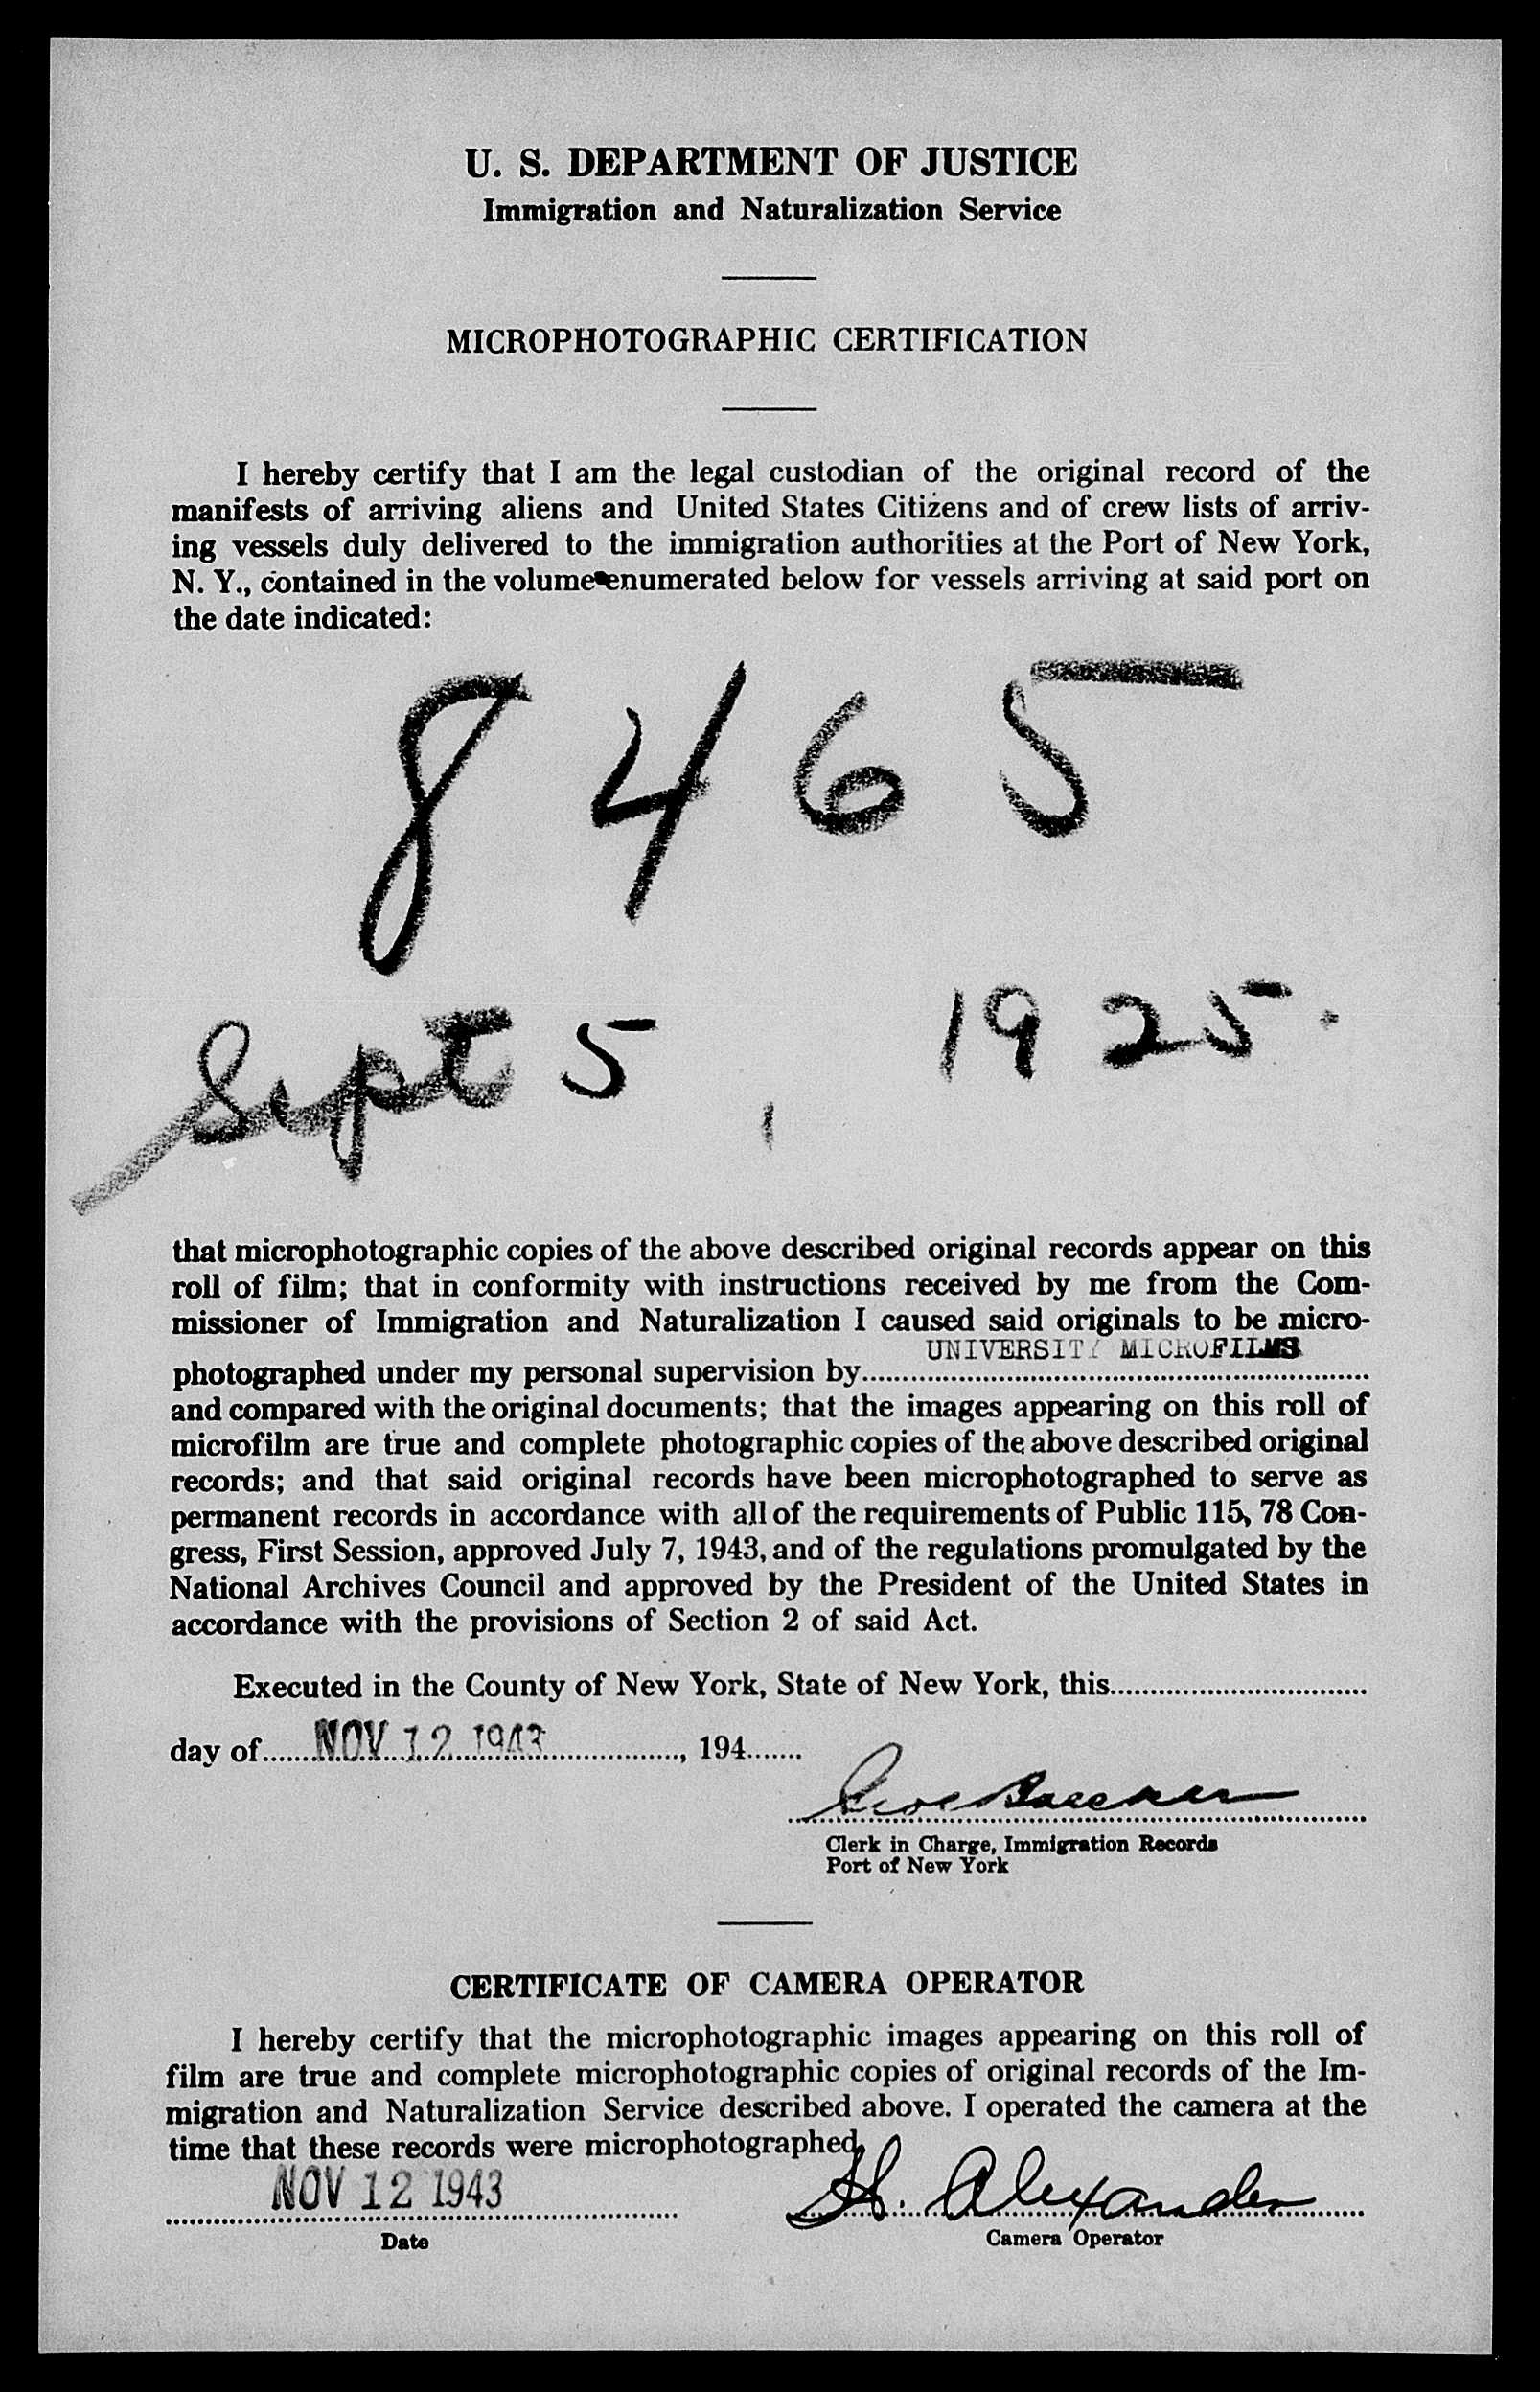 U. S. DEPARTMENT OF JUSTICE
Immigration and Naturalization Service
MICROPHOTOGRAPHIC CERTIFICATION
I hereby certify that I am the legal custodian of the original record of the
manifests of arriving aliens and United States Citizens and of crew lists of arriv-
ing vessels duly delivered to the immigration authorities at the Port of New York,
N. Y., contained in the volume enumerated below for vessels arriving at said port on
the date indicated:
8465
Sept 5, 1925.
that microphotographic copies of the above described original records appear on this
roll of film; that in conformity with instructions received by me from the Com-
missioner of Immigration and Naturalization I caused said originals to be micro-
UNIVERSITY MICROFILMS
photographed under my personal supervision by
and compared with the original documents; that the images appearing on this roll of
microfilm are true and complete photographic copies of the above described original
records; and that said original records have been microphotographed to serve as
permanent records in accordance with all of the requirements of Public 115, 78 Con-
gress, First Session, approved July 7, 1943, and of the regulations promulgated by the
National Archives Council and approved by the President of the United States in
accordance with the provisions of Section 2 of said Act.
Executed in the County of New York, State of New York, this
day of NOV 12 1943, 194
Clerk in Charge, Immigration Records
Port of New York
CERTIFICATE OF CAMERA OPERATOR
I hereby certify that the microphotographic images appearing on this roll of
film are true and complete microphotographic copies of original records of the Im-
migration and Naturalization Service described above. I operated the camera at the
time that these records were microphotographed.
NOV 12 1943 H. Alexander
Date Camera Operator